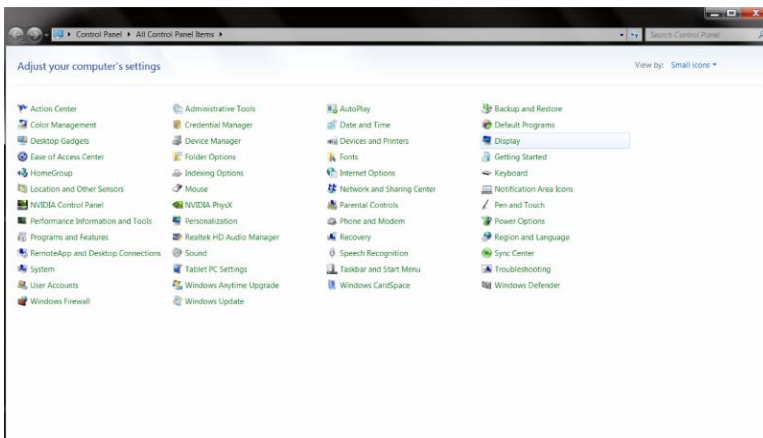 Control Panel All Control Panel Items Search Control Panel
Adjust your computer's settings View by: Small icons
Action Center Administrative Tools AutoPlay Backup and Restore
Color Management Credential Manager Date and Time Default Programs
Desktop Gadgets Device Manager Devices and Printers Display
Ease of Access Center Folder Options Fonts Getting Started
HomeGroup Indexing Options Internet Options Keyboard
Location and Other Sensors Mouse Network and Sharing Center Notification Area Icons
NVIDIA Control Panel NVIDIA PhysX Parental Controls Pen and Touch
Performance Information and Tools Personalization Phone and Modem Power Options
Programs and Features Realtek HD Audio Manager Recovery Region and Language
RemoteApp and Desktop Connections Sound Speech Recognition Sync Center
System Tablet PC Settings Taskbar and Start Menu Troubleshooting
User Accounts Windows Anytime Upgrade Windows CardSpace Windows Defender
Windows Firewall Windows Update